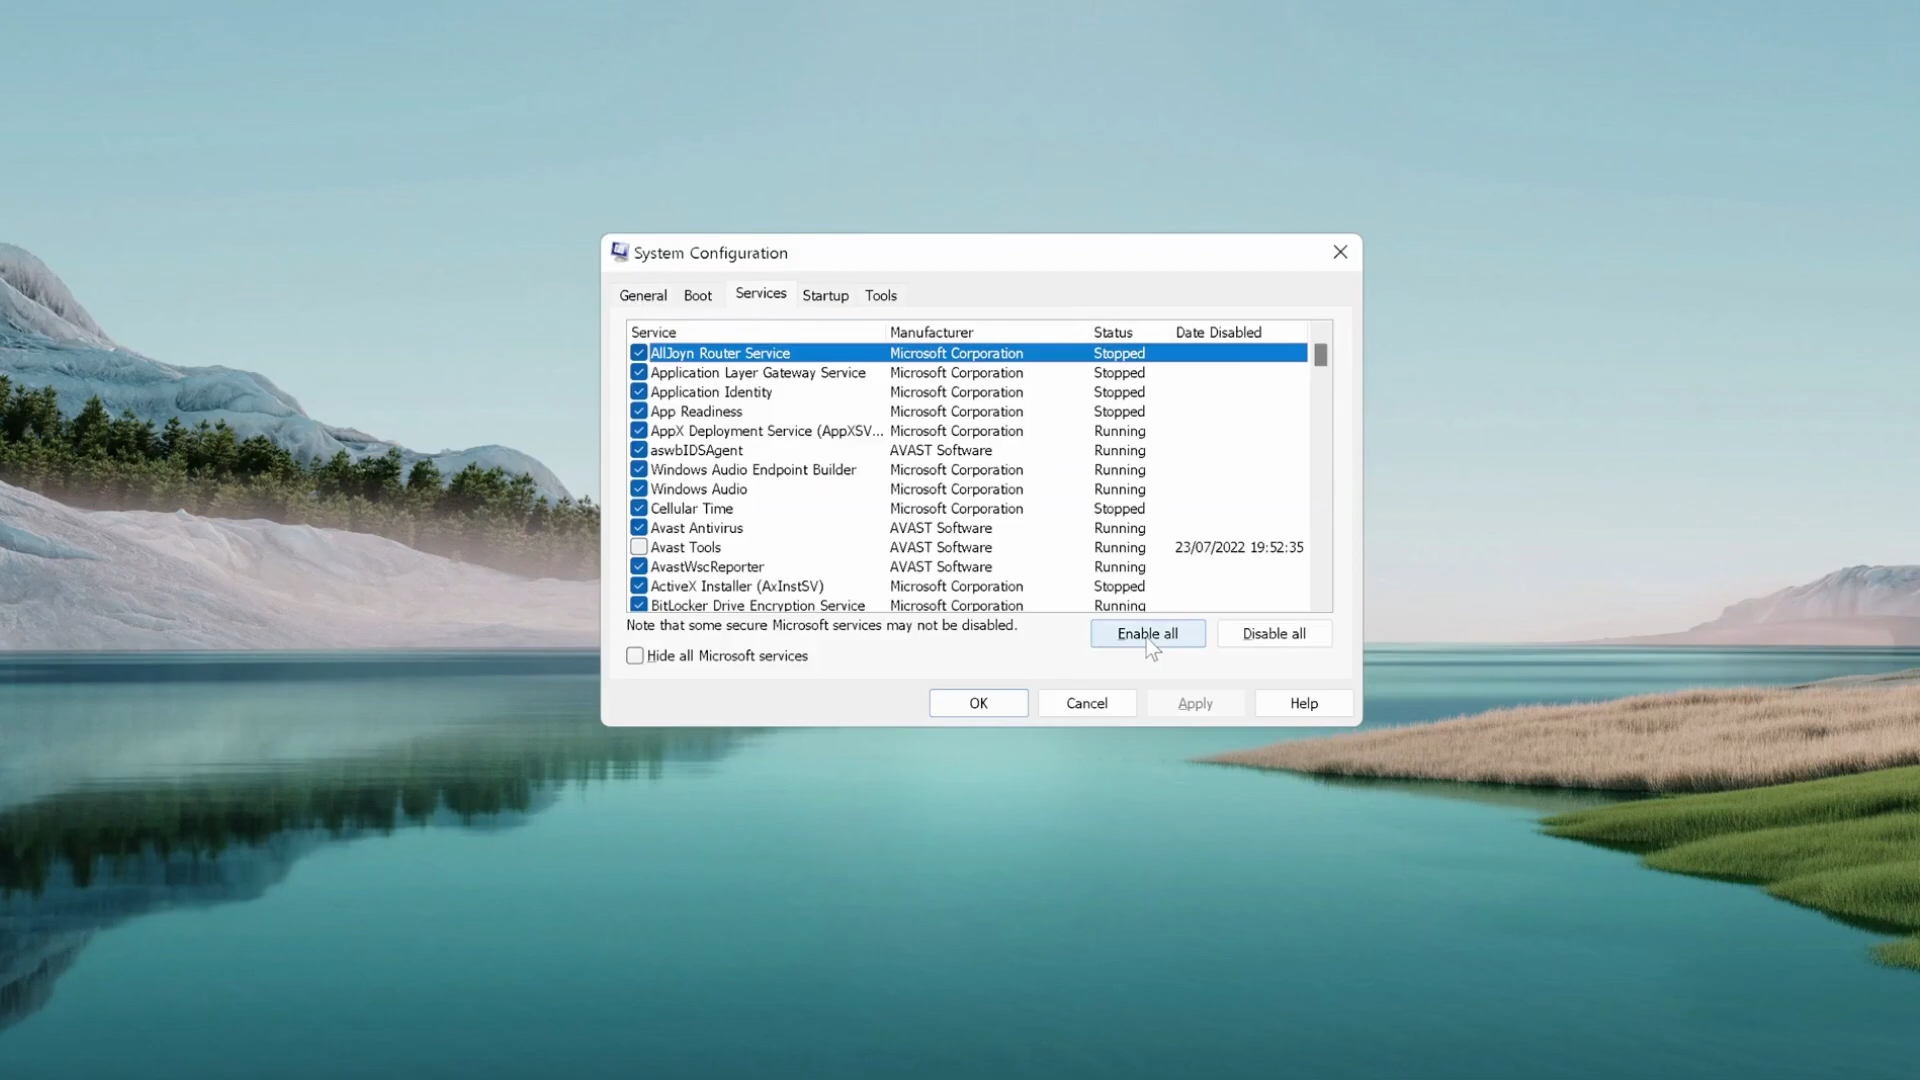 System Configuration
General Boot Services Startup Tools
Service Manufacturer Status Date Disabled
AllJoyn Router Service Microsoft Corporation Stopped
Application Layer Gateway Service Microsoft Corporation Stopped
Application Identity Microsoft Corporation Stopped
App Readiness Microsoft Corporation Stopped
AppX Deployment Service (AppXSV... Microsoft Corporation Running
aswbIDSAgent AVAST Software Running
Windows Audio Endpoint Builder Microsoft Corporation Running
Windows Audio Microsoft Corporation Running
Cellular Time Microsoft Corporation Stopped
Avast Antivirus AVAST Software Running
Avast Tools AVAST Software Running 23/07/2022 19:52:35
AvastWscReporter AVAST Software Running
ActiveX Installer (AxInstSV) Microsoft Corporation Stopped
BitLocker Drive Encryption Service Microsoft Corporation Running
Note that some secure Microsoft services may not be disabled. Enable all Disable all
Hide all Microsoft services
OK Cancel Apply Help